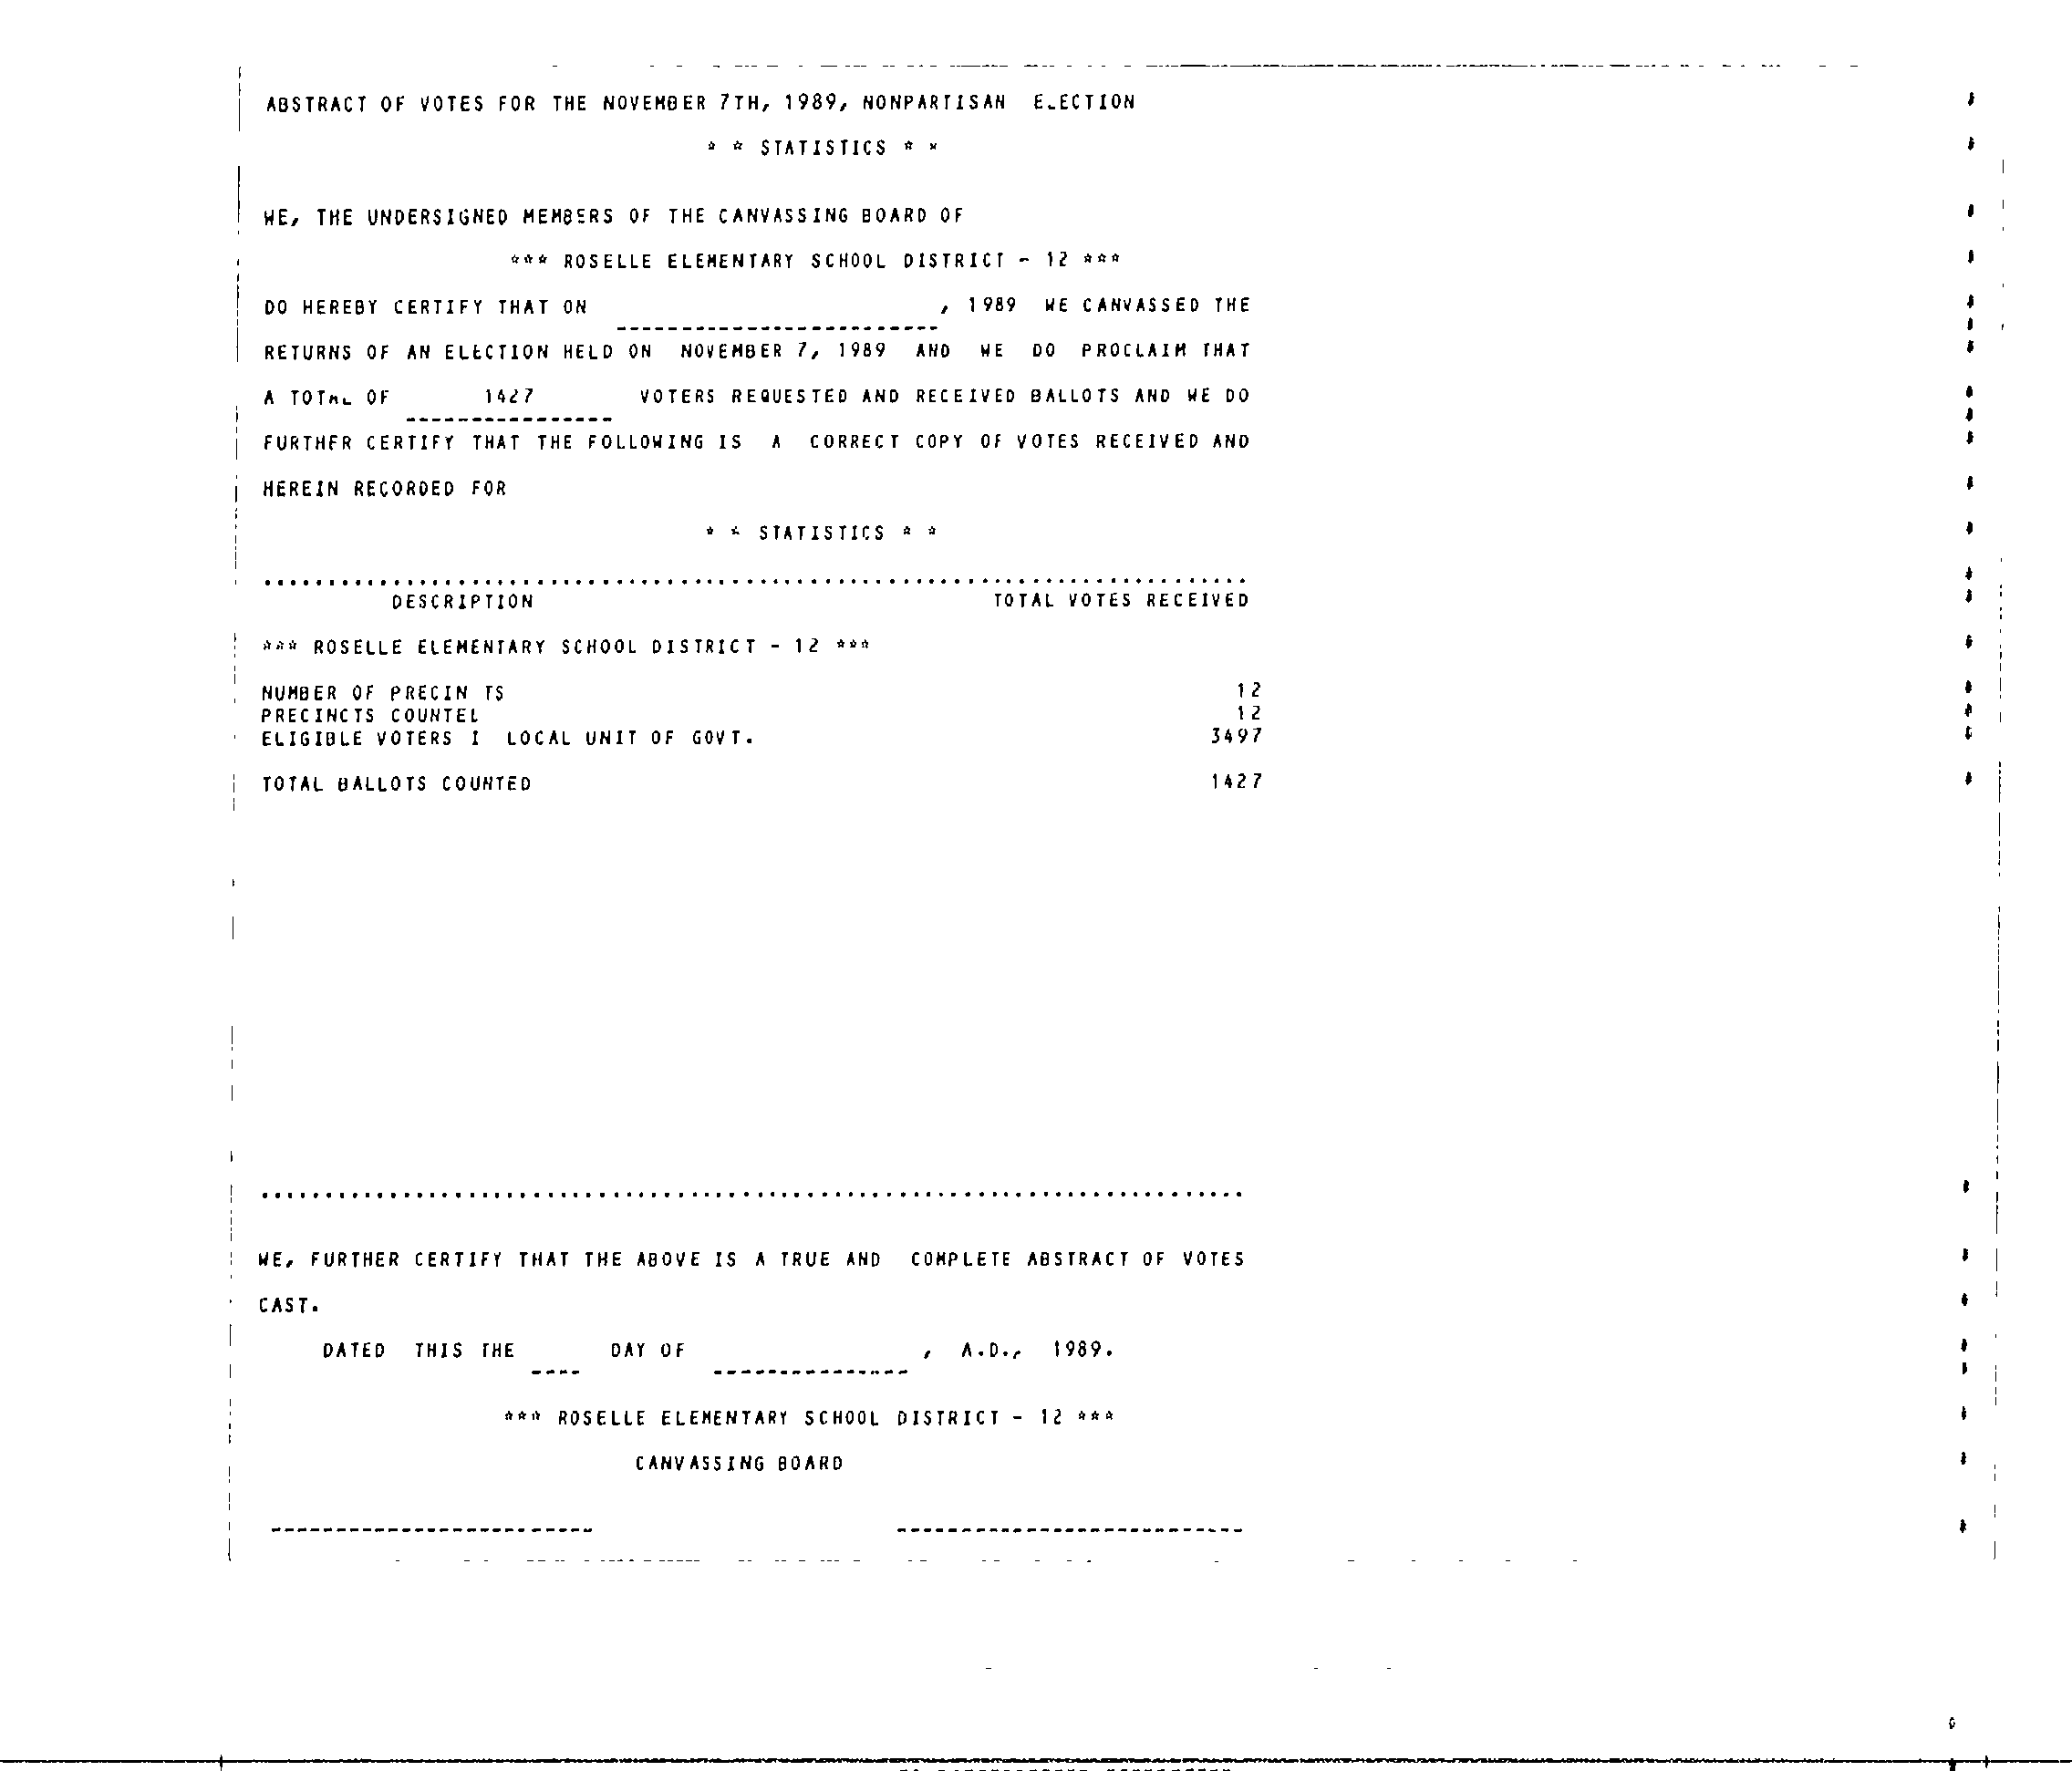 ABSTRACT OF VOTES FOR THE NOVEMBER 7TH, 1989, NONPARTISAN ELECTION
* * STATISTICS * *
WE, THE UNDERSIGNED MEMBERS OF THE CANVASSING BOARD OF
*** ROSELLE ELEMENTARY SCHOOL DISTRICT - 12 ***
DO HEREBY CERTIFY THAT ON , 1989 WE CANVASSED THE
RETURNS OF AN ELECTION HELD ON NOVEMBER 7, 1989 AND WE DO PROCLAIM THAT
A TOTAL OF 1427 VOTERS REQUESTED AND RECEIVED BALLOTS AND WE DO
FURTHER CERTIFY THAT THE FOLLOWING IS A CORRECT COPY OF VOTES RECEIVED AND
HEREIN RECORDED FOR
* * STATISTICS * *
DESCRIPTION TOTAL VOTES RECEIVED
*** ROSELLE ELEMENTARY SCHOOL DISTRICT - 12 ***
NUMBER OF PRECIN TS 12
PRECINCTS COUNTED 12
ELIGIBLE VOTERS I LOCAL UNIT OF GOVT. 3497
TOTAL BALLOTS COUNTED 1427
WE, FURTHER CERTIFY THAT THE ABOVE IS A TRUE AND COMPLETE ABSTRACT OF VOTES
CAST.
DATED THIS THE DAY OF , A.D., 1989.
*** ROSELLE ELEMENTARY SCHOOL DISTRICT - 12 ***
CANVASSING BOARD